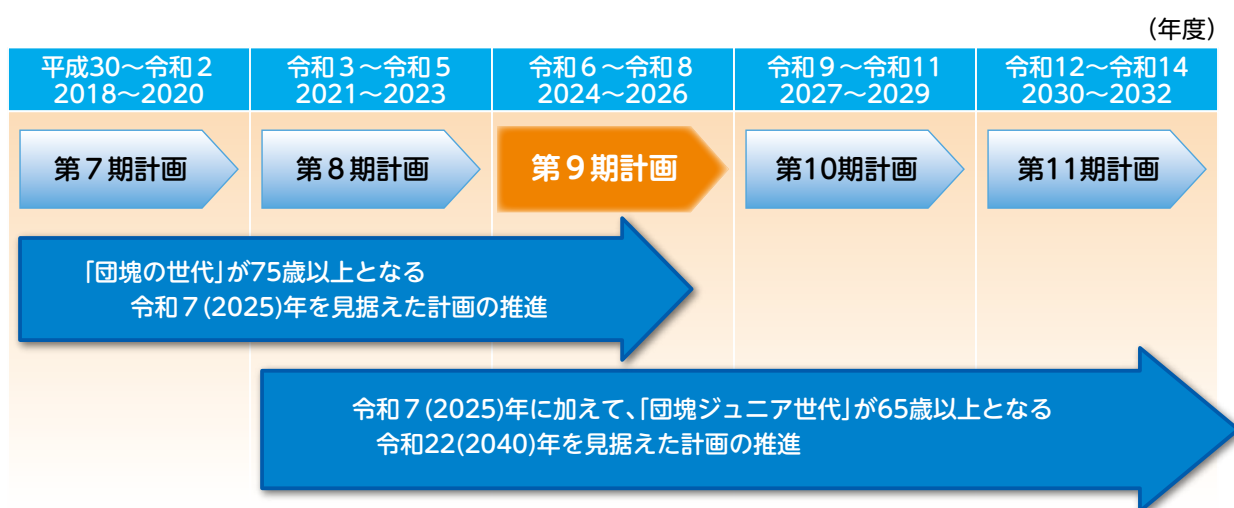 (年度)
平成30～令和２
2018～2020
令和３～令和５
2021～2023
令和６～令和８
2024～2026
令和９～令和11
2027～2029
令和12～令和14
2030～2032
第７期計画
第８期計画
第９期計画
第10期計画
第11期計画
「団塊の世代」が75歳以上となる
令和７(2025)年を見据えた計画の推進
令和７(2025)年に加えて、「団塊ジュニア世代」が65歳以上となる
令和22(2040)年を見据えた計画の推進